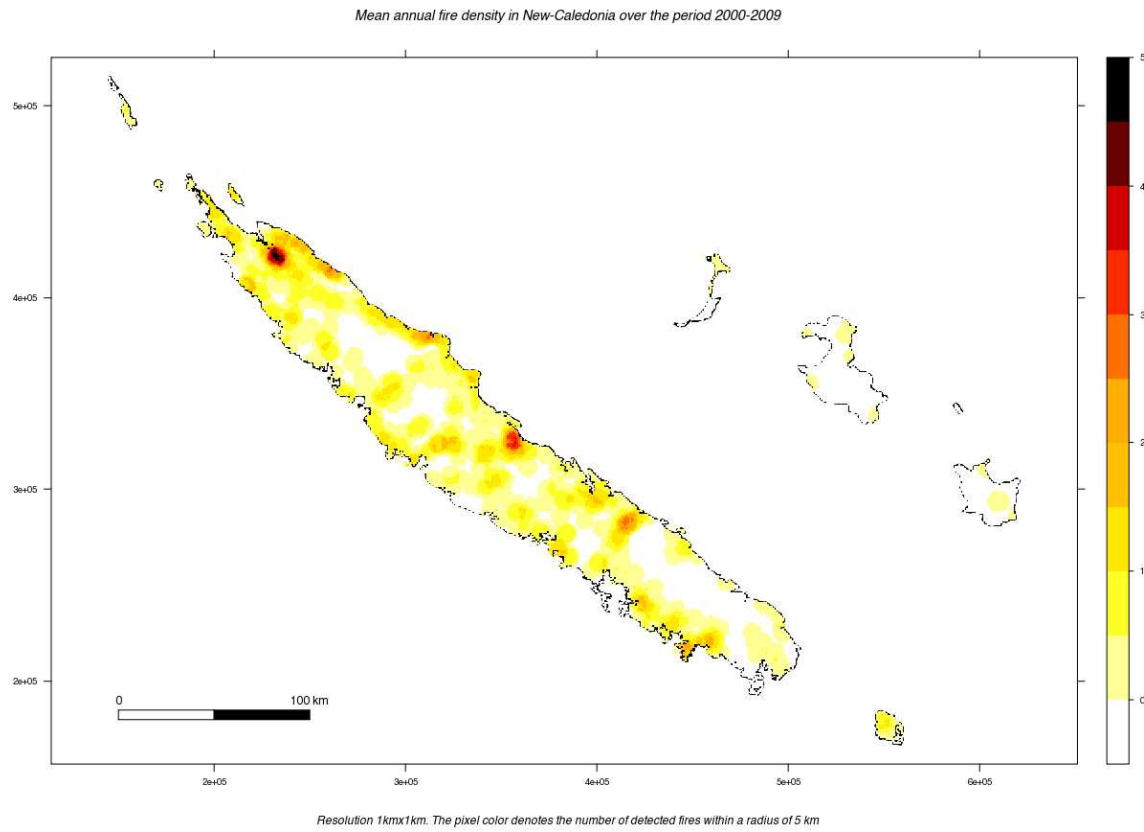 Mean annual fire density in New-Caledonia over the period 2000-2009
5
4
3
2
1
0
5e+05
4e+05
3e+05
2e+05
0 100 km
2e+05 3e+05 4e+05 5e+05 6e+05
Resolution 1kmx1km. The pixel color denotes the number of detected fires within a radius of 5 km